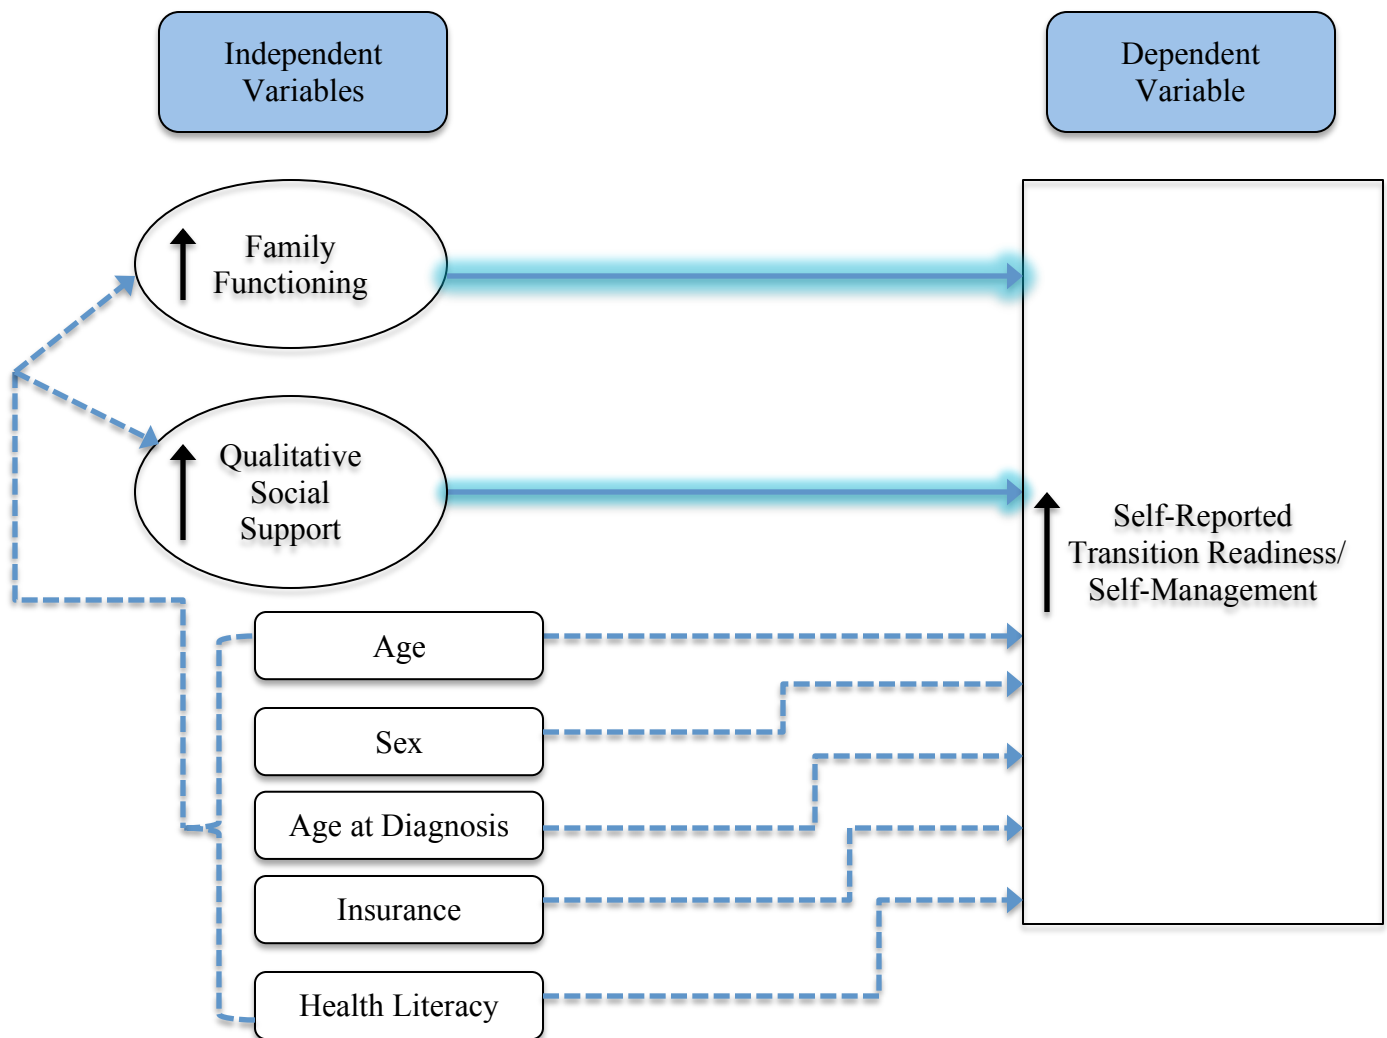 Independent
Variables
Dependent
Variable
Family
Functioning
Qualitative
Social
Support
Self-Reported
Transition Readiness/
Self-Management
Age
Sex
Age at Diagnosis
Insurance
Health Literacy